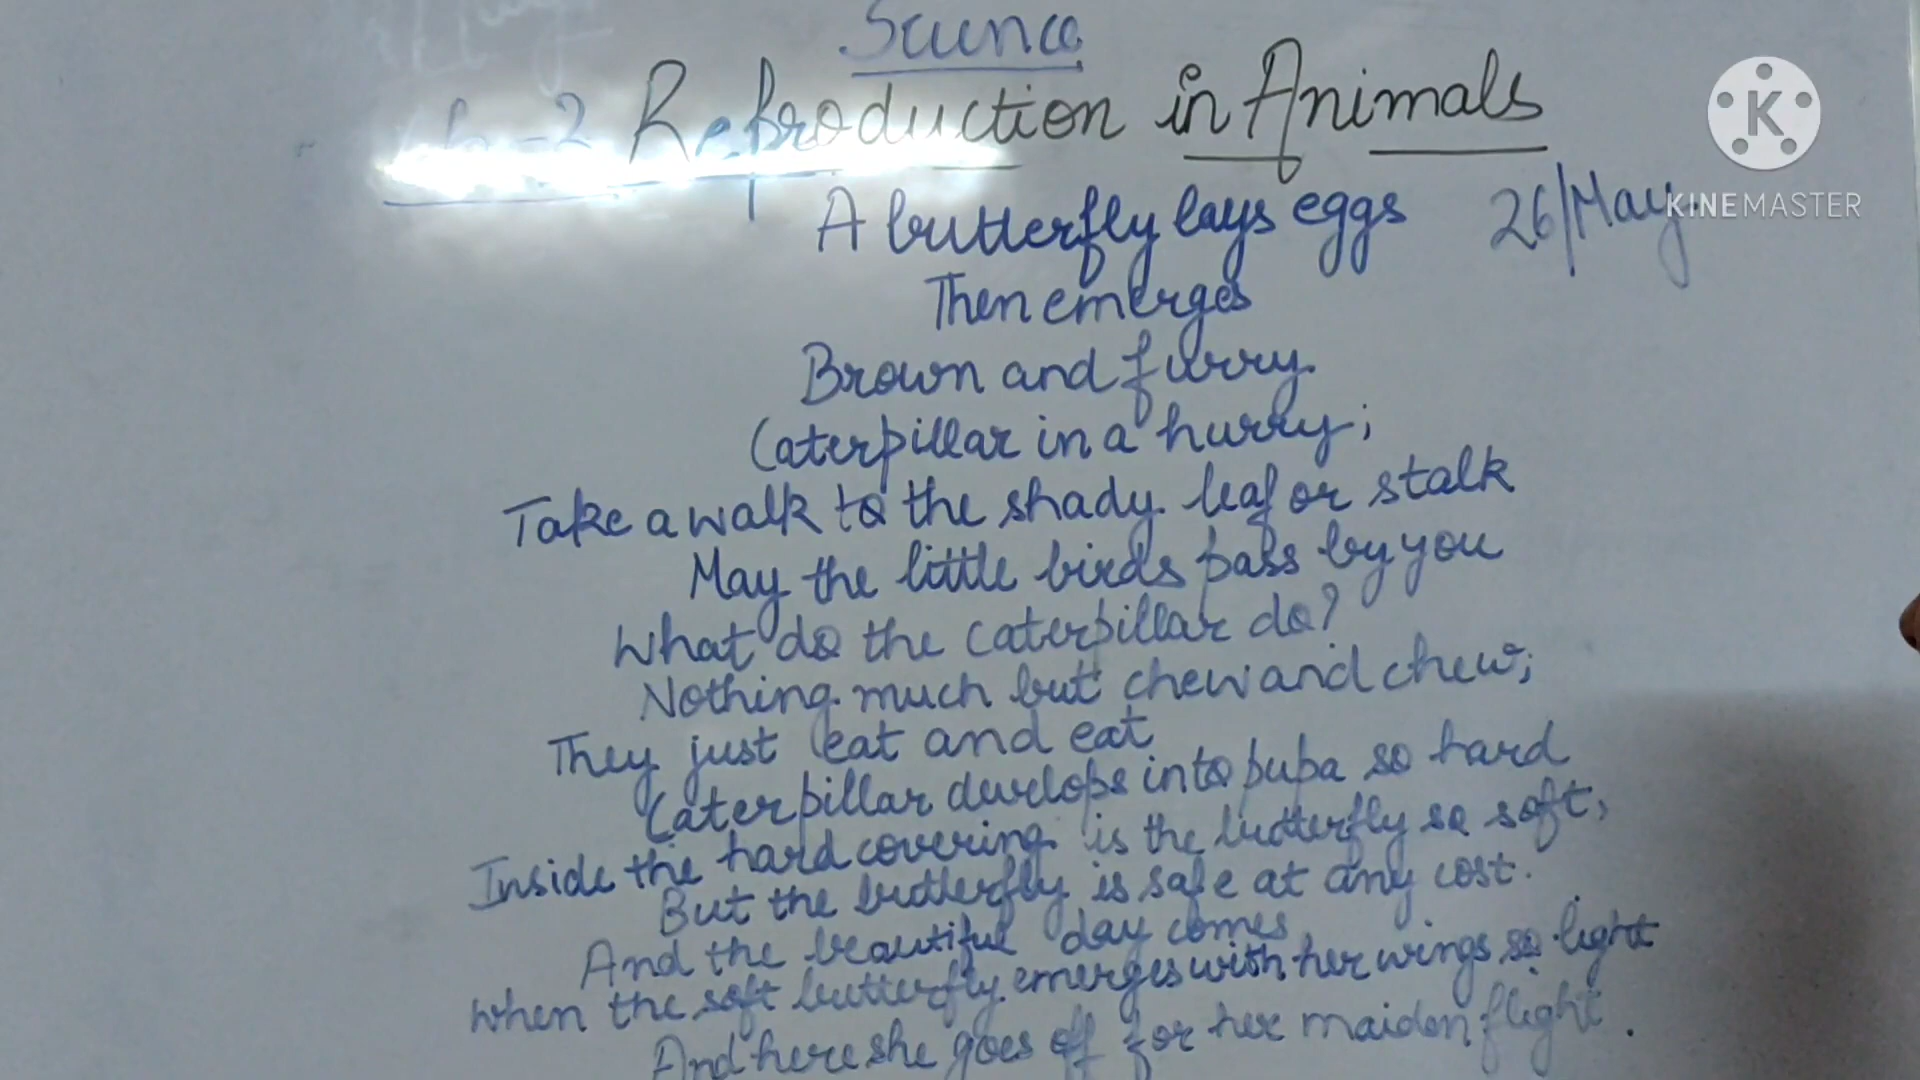 Science
Ch-2 Reproduction in Animals
A butterfly lays eggs 26/May
KINEMASTER
Then emerges
Brown and furry.
Caterpillar in a hurry;
Take a walk to the shady leaf or stalk
May the little birds pass by you
What do the caterpillar do?
Nothing much but chew and chew;
They just eat and eat
Caterpillar devlops into pupa so hard
Inside the hard covering is the butterfly so soft,
But the butterfly is safe at any cost.
And the beautiful day comes
When the soft butterfly emerges with her wings so light
And here she goes off for her maiden flight.